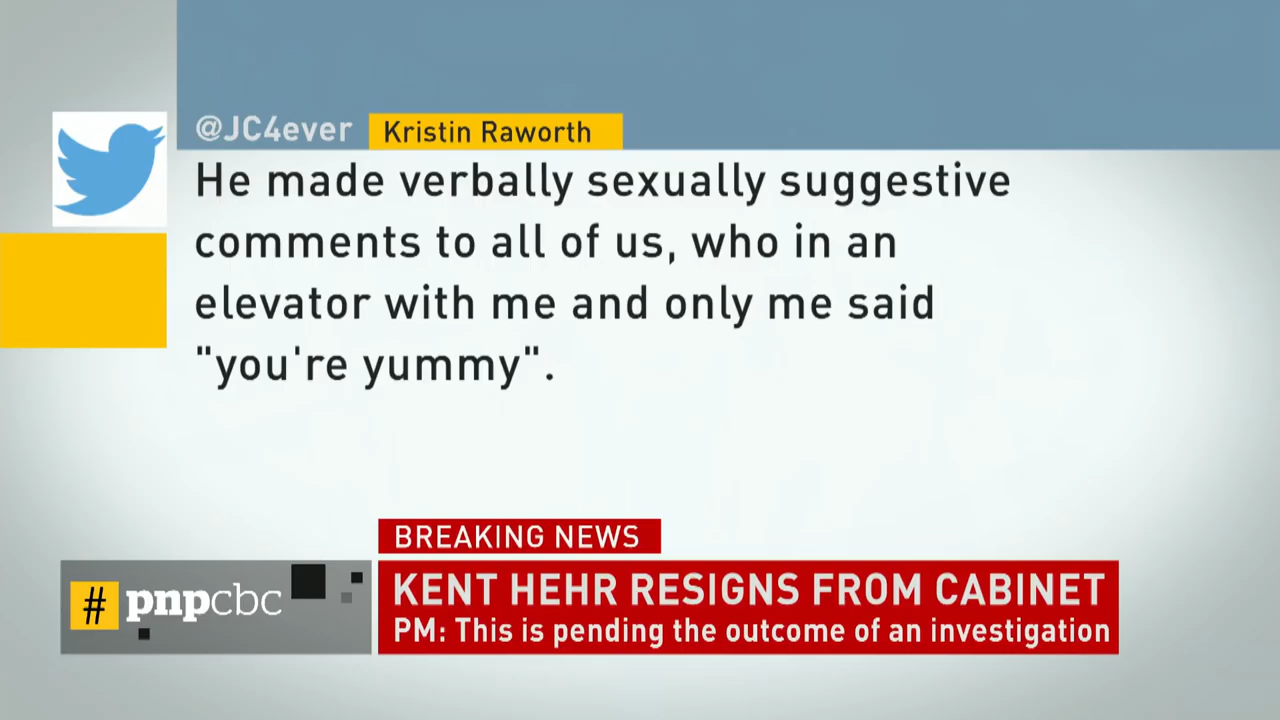 @JC4ever Kristin Raworth
He made verbally sexually suggestive
comments to all of us, who in an
elevator with me and only me said
"you're yummy".
BREAKING NEWS
# pnpcbc
KENT HEHR RESIGNS FROM CABINET
PM: This is pending the outcome of an investigation